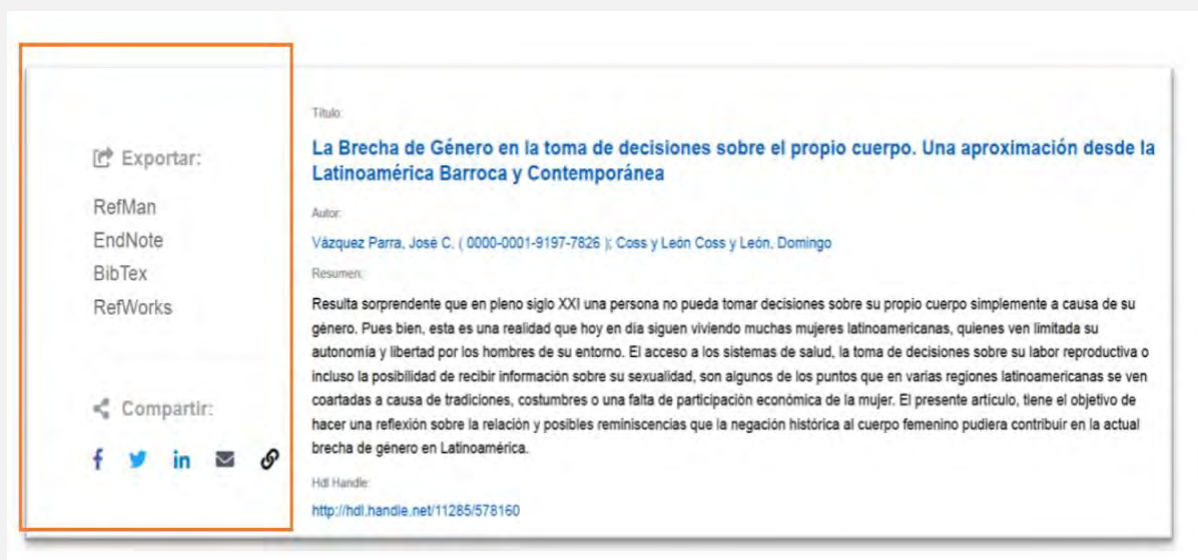 Exportar:
RefMan
EndNote
BibTex
RefWorks
Compartir:
Título:
La Brecha de Género en la toma de decisiones sobre el propio cuerpo. Una aproximación desde la
Latinoamérica Barroca y Contemporánea
Autor:
Vázquez Parra, José C. ( 0000-0001-9197-7826 ); Coss y León Coss y León, Domingo
Resumen:
Resulta sorprendente que en pleno siglo XXI una persona no pueda tomar decisiones sobre su propio cuerpo simplemente a causa de su
género. Pues bien, esta es una realidad que hoy en día siguen viviendo muchas mujeres latinoamericanas, quienes ven limitada su
autonomía y libertad por los hombres de su entorno. El acceso a los sistemas de salud, la toma de decisiones sobre su labor reproductiva o
incluso la posibilidad de recibir información sobre su sexualidad, son algunos de los puntos que en varias regiones latinoamericanas se ven
coartadas a causa de tradiciones, costumbres o una falta de participación económica de la mujer. El presente artículo, tiene el objetivo de
hacer una reflexión sobre la relación y posibles reminiscencias que la negación histórica al cuerpo femenino pudiera contribuir en la actual
brecha de género en Latinoamérica.
Hdl Handle:
http://hdl.handle.net/11285/578160